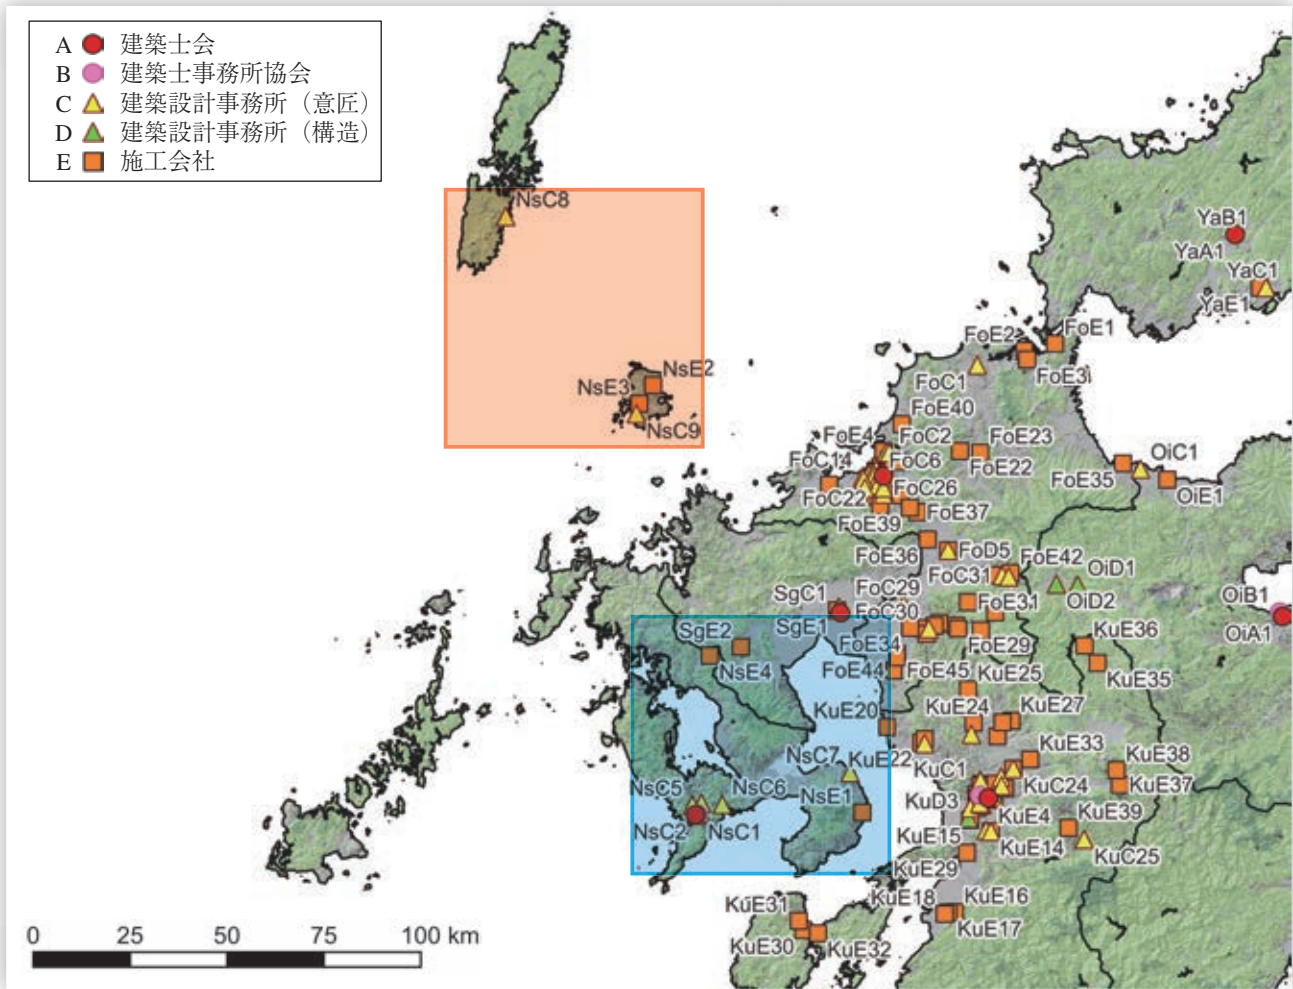 A 建築士会
B 建築士事務所協会
C 建築設計事務所（意匠）
D 建築設計事務所（構造）
E 施工会社
NsC8
YaB1
YaA1
YaC1
YaE1
FoE2
FoE1
FoC1
FoE3
NsE2
NsE3
NsC9
FoE40
FoE4
FoC2
FoE23
FoC14
FoC6
FoE22
OiC1
FoE35
OiE1
FoC22
FoC26
FoE39
FoE37
FoE36
FoD5
FoC31
FoE42
OiD1
OiD2
OiB1
OiA1
SgC1
FoC29
FoC30
FoE31
SgE1
SgE2
FoE34
FoE29
KuE36
NsE4
FoE44
FoE45
KuE25
KuE35
KuE20
KuE24
KuE27
NsC7
KuE22
KuE33
KuE38
KuC1
KuC24
KuE37
NsC5
NsC6
NsE1
KuD3
KuE4
KuE39
NsC2
NsC1
KuE15
KuE14
KuC25
KuE29
KuE18
KuE16
KuE31
KuE17
KuE30
KuE32
0 25 50 75 100 km